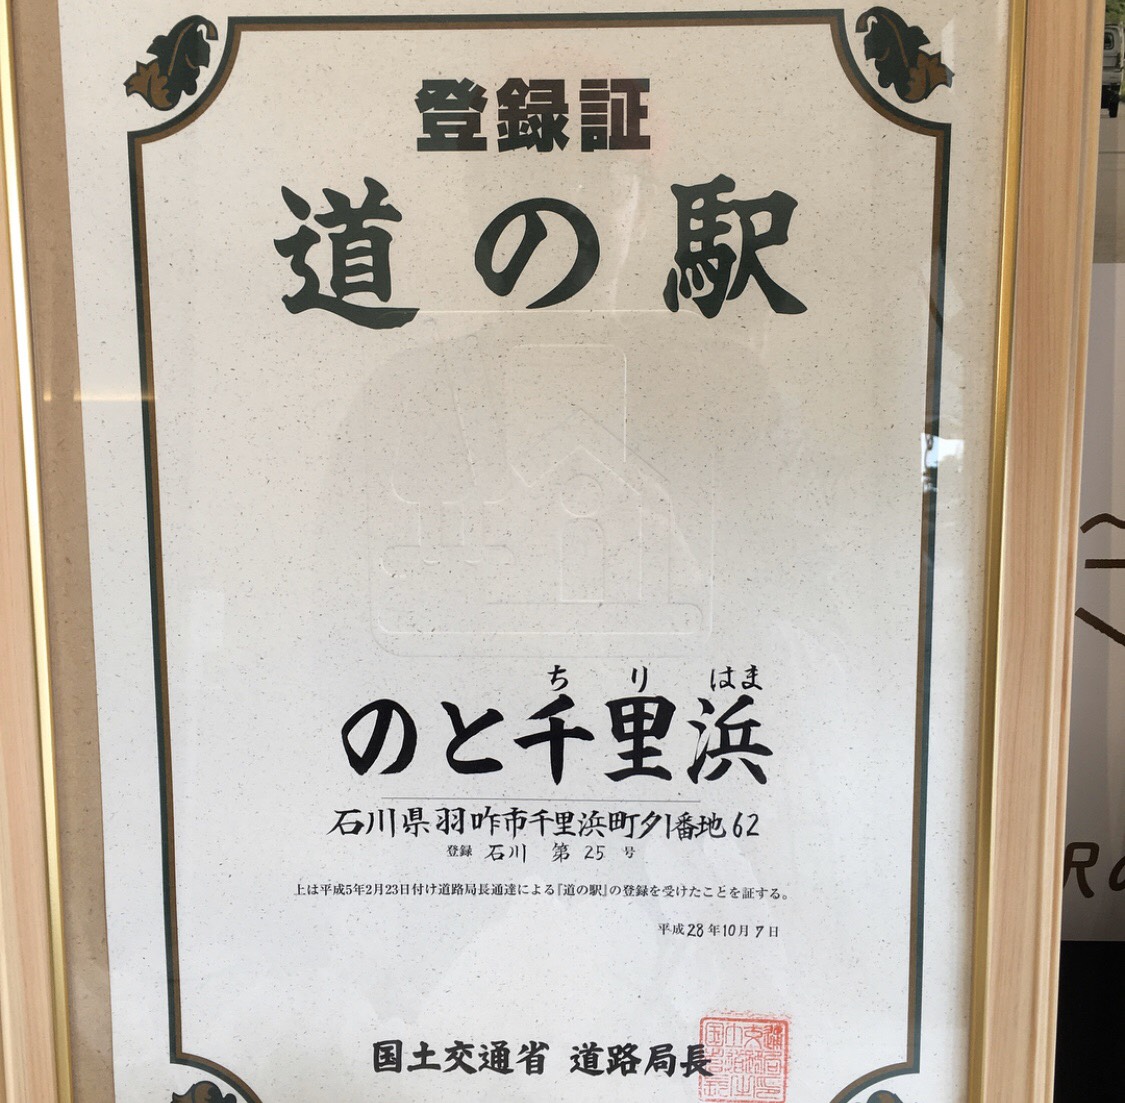 登録証
道の駅
ちりはま
のと千里浜
石川県羽咋市千里浜町タ1番地62
登録 石川 第 25 号
上は平成5年2月23日付け道路局長通達による『道の駅』の登録を受けたことを証する。
平成28年10月7日
国土交通省 道路局長